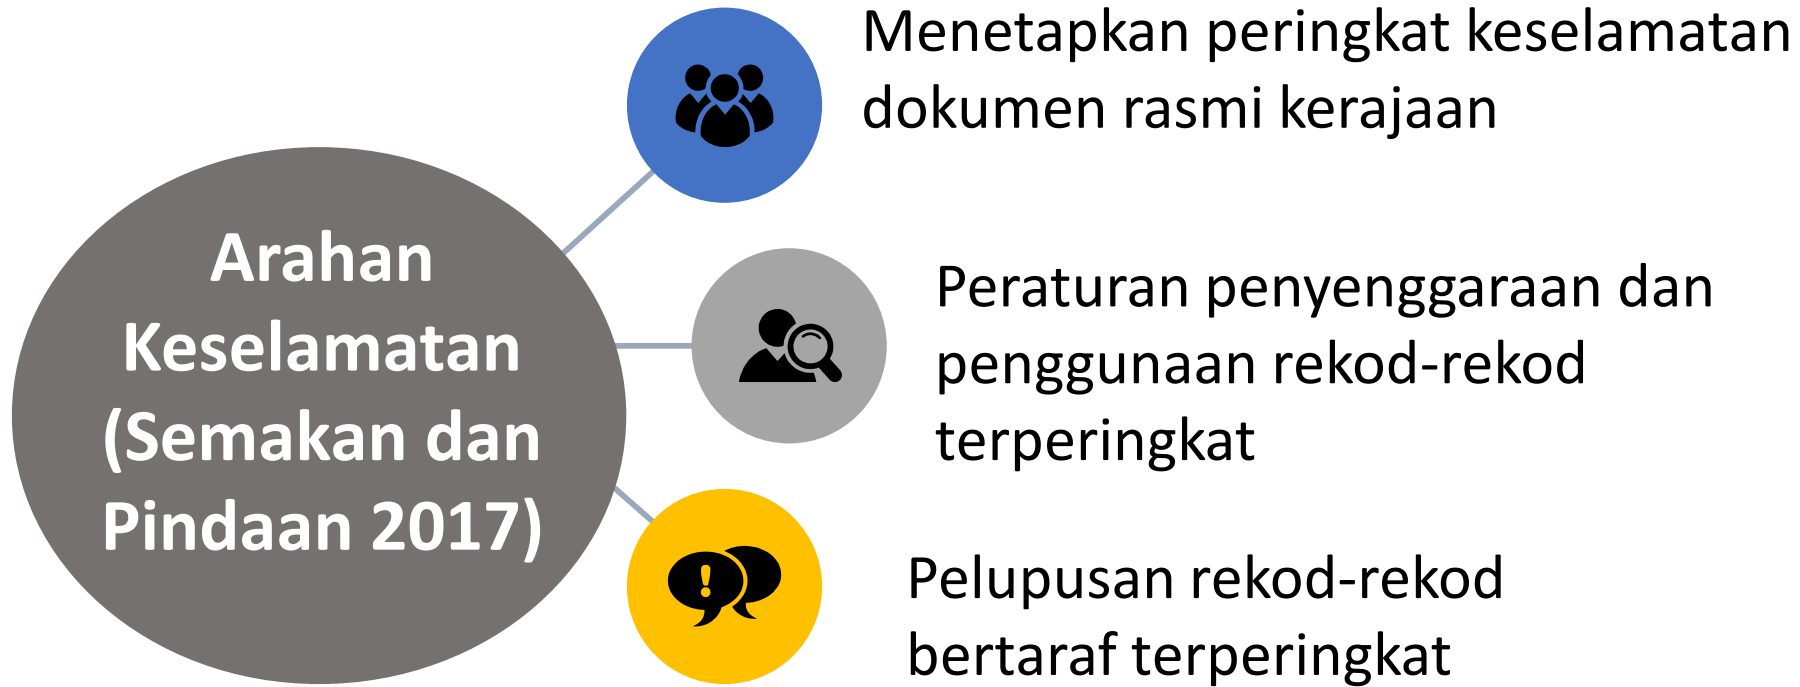 Menetapkan peringkat keselamatan
dokumen rasmi kerajaan
Arahan
Keselamatan
(Semakan dan
Pindaan 2017)
Peraturan penyenggaraan dan
penggunaan rekod-rekod
terperingkat
Pelupusan rekod-rekod
bertaraf terperingkat